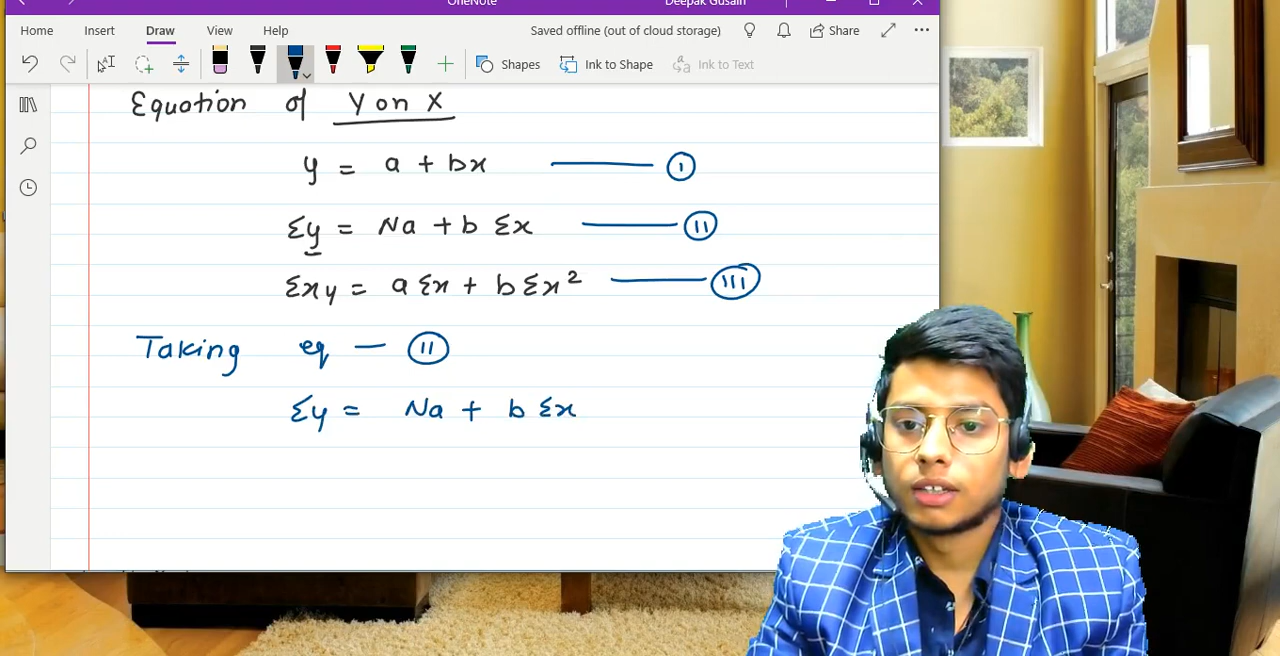 OneNote
Deepak Gusain
Home Insert Draw View Help Saved offline (out of cloud storage) Share
Shapes Ink to Shape Ink to Text
Equation of Y on X
y = a + bx —— I
Σy = Na + b Σx —— II
Σxy = a Σx + b Σx² —— III
Taking eq — II
Σy = Na + b Σx